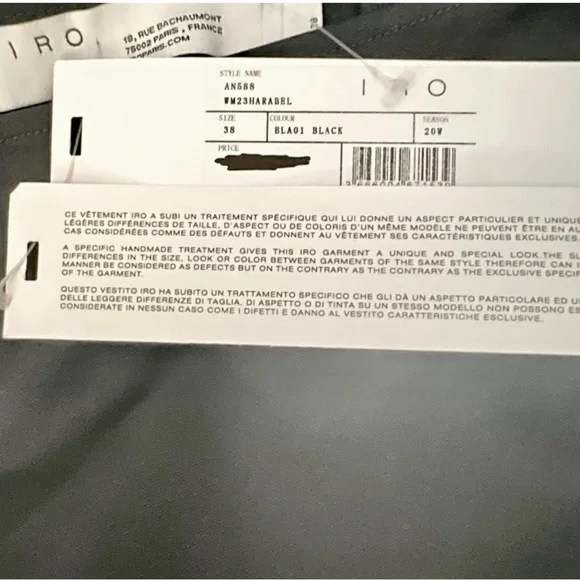 IRO
18, RUE BACHAUMONT
75002 PARIS, FRANCE
STYLE NAME
AN588
WM23HARABEL
I O
SIZE
38
COLOUR
BLA01 BLACK
SEASON
20W
PRICE
CE VÊTEMENT IRO A SUBI UN TRAITEMENT SPÉCIFIQUE QUI LUI DONNE UN ASPECT PARTICULIER ET UNIQUE
LÉGÈRES DIFFÉRENCES DE TAILLE, D'ASPECT OU DE COLORIS D'UN MÊME MODÈLE NE PEUVENT ÊTRE EN AU
CAS CONSIDÉRÉES COMME DES DÉFAUTS ET DONNENT AU VÊTEMENT SES CARACTÉRISTIQUES EXCLUSIVES.
A SPECIFIC HANDMADE TREATMENT GIVES THIS IRO GARMENT A UNIQUE AND SPECIAL LOOK.THE SL
DIFFERENCES IN THE SIZE, LOOK OR COLOR BETWEEN GARMENTS OF THE SAME STYLE THEREFORE CAN I
MANNER BE CONSIDERED AS DEFECTS BUT ON THE CONTRARY AS THE CONTRARY AS THE EXCLUSIVE SPECIF
OF THE GARMENT.
QUESTO VESTITO IRO HA SUBITO UN TRATTAMENTO SPECIFICO CHE GLI DÀ UN ASPETTO PARTICOLARE ED U
DELLE LEGGERE DIFFERENZE DI TAGLIA, DI ASPETTO O DI TINTA SU UN STESSO MODELLO NON POSSONO ES
CONSIDERATE IN NESSUN CASO COME I DIFETTI E DANNO AL VESTITO CARATTERISTICHE ESCLUSIVE.